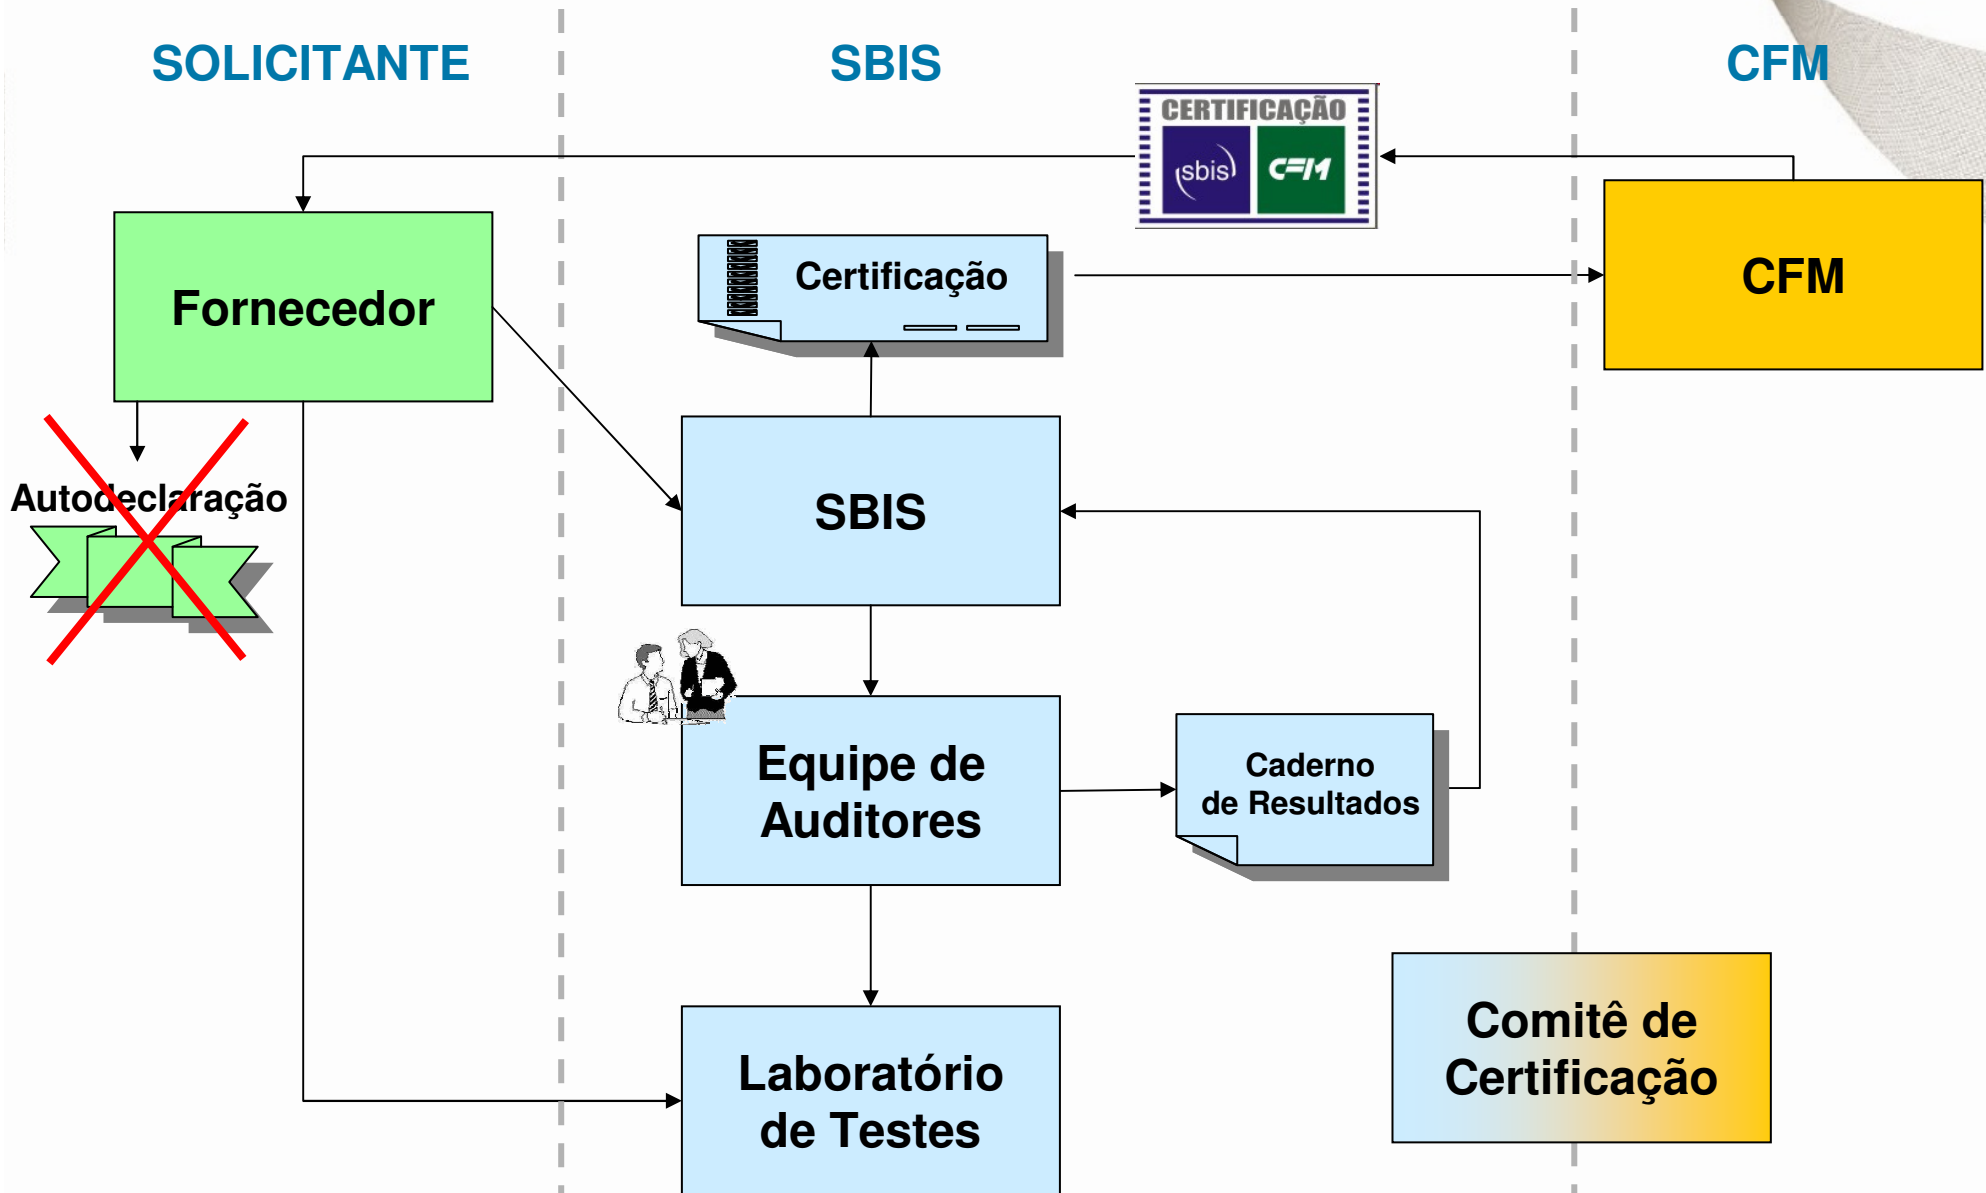 SOLICITANTE
SBIS
CFM
CERTIFICAÇÃO
sbis
CFM
Certificação
CFM
Fornecedor
Autodeclaração
SBIS
Equipe de
Auditores
Caderno
de Resultados
Comitê de
Certificação
Laboratório
de Testes